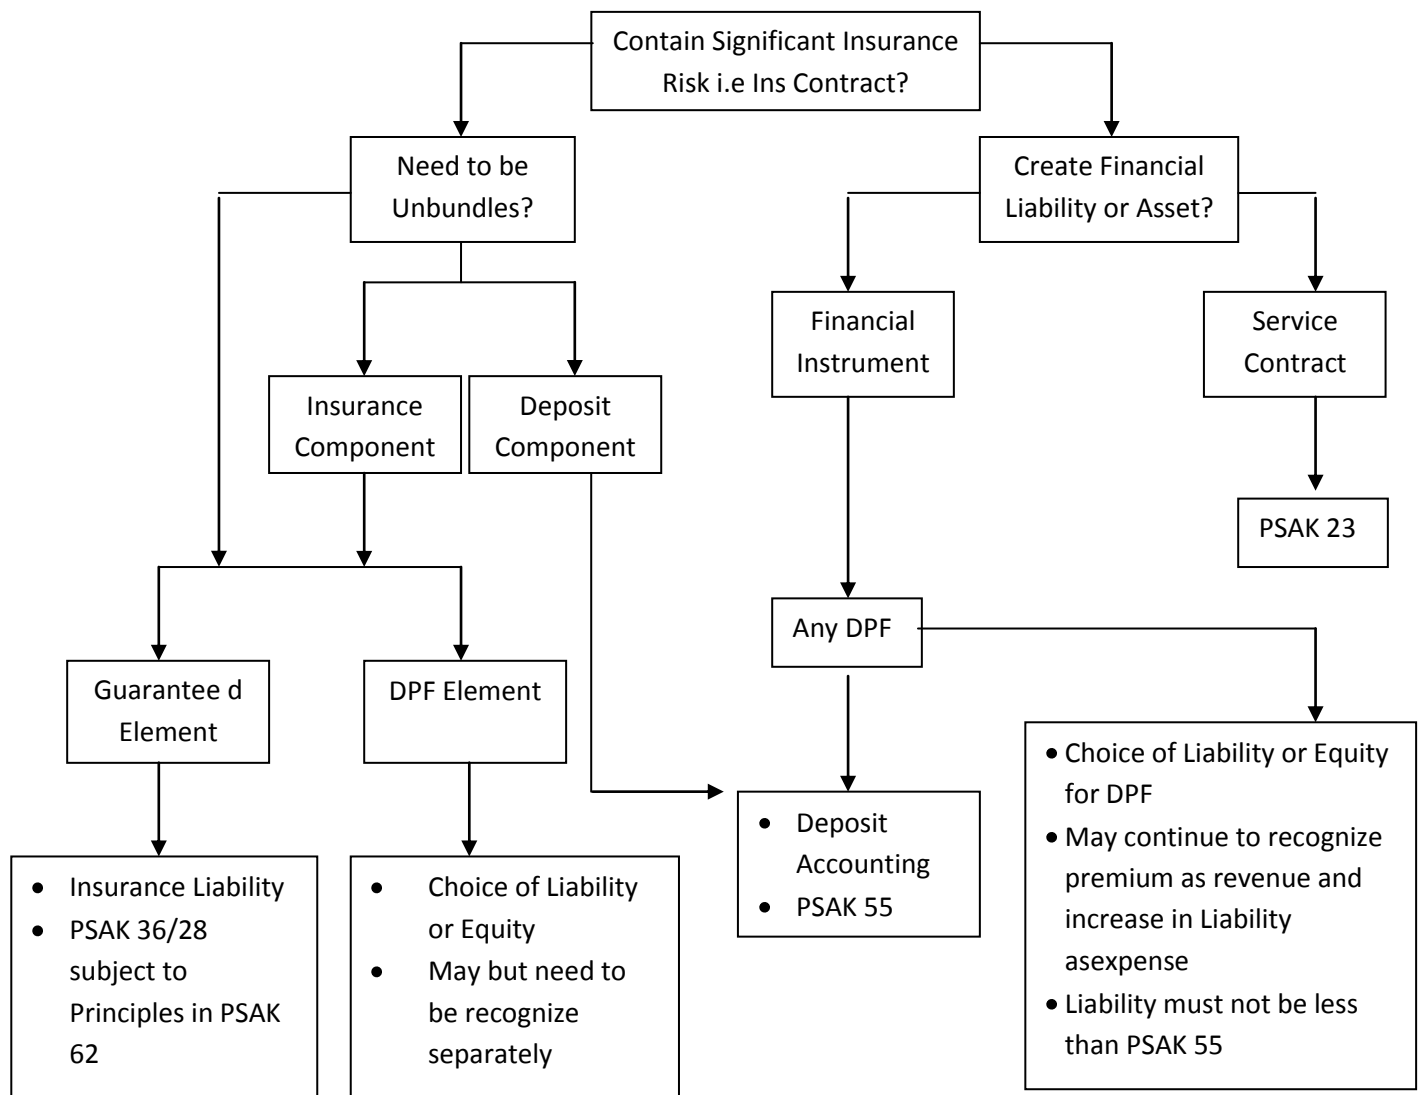 Contain Significant Insurance
Risk i.e Ins Contract?
Need to be
Unbundles?
Create Financial
Liability or Asset?
Financial
Instrument
Service
Contract
Insurance
Component
Deposit
Component
PSAK 23
Any DPF
Guarantee d
Element
DPF Element
• Insurance Liability
• PSAK 36/28
subject to
Principles in PSAK
62
• Choice of Liability
or Equity
• May but need to
be recognize
separately
• Deposit
Accounting
• PSAK 55
• Choice of Liability or Equity
for DPF
• May continue to recognize
premium as revenue and
increase in Liability
asexpense
• Liability must not be less
than PSAK 55